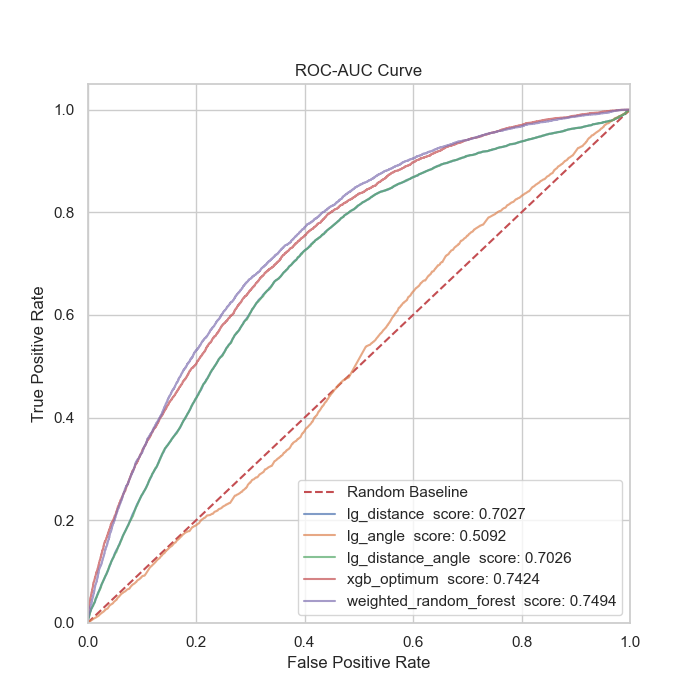 ROC-AUC Curve
True Positive Rate
1.0
0.8
0.6
0.4
0.2
0.0
Random Baseline
lg_distance  score: 0.7027
lg_angle  score: 0.5092
lg_distance_angle  score: 0.7026
xgb_optimum  score: 0.7424
weighted_random_forest  score: 0.7494
0.0 0.2 0.4 0.6 0.8 1.0
False Positive Rate